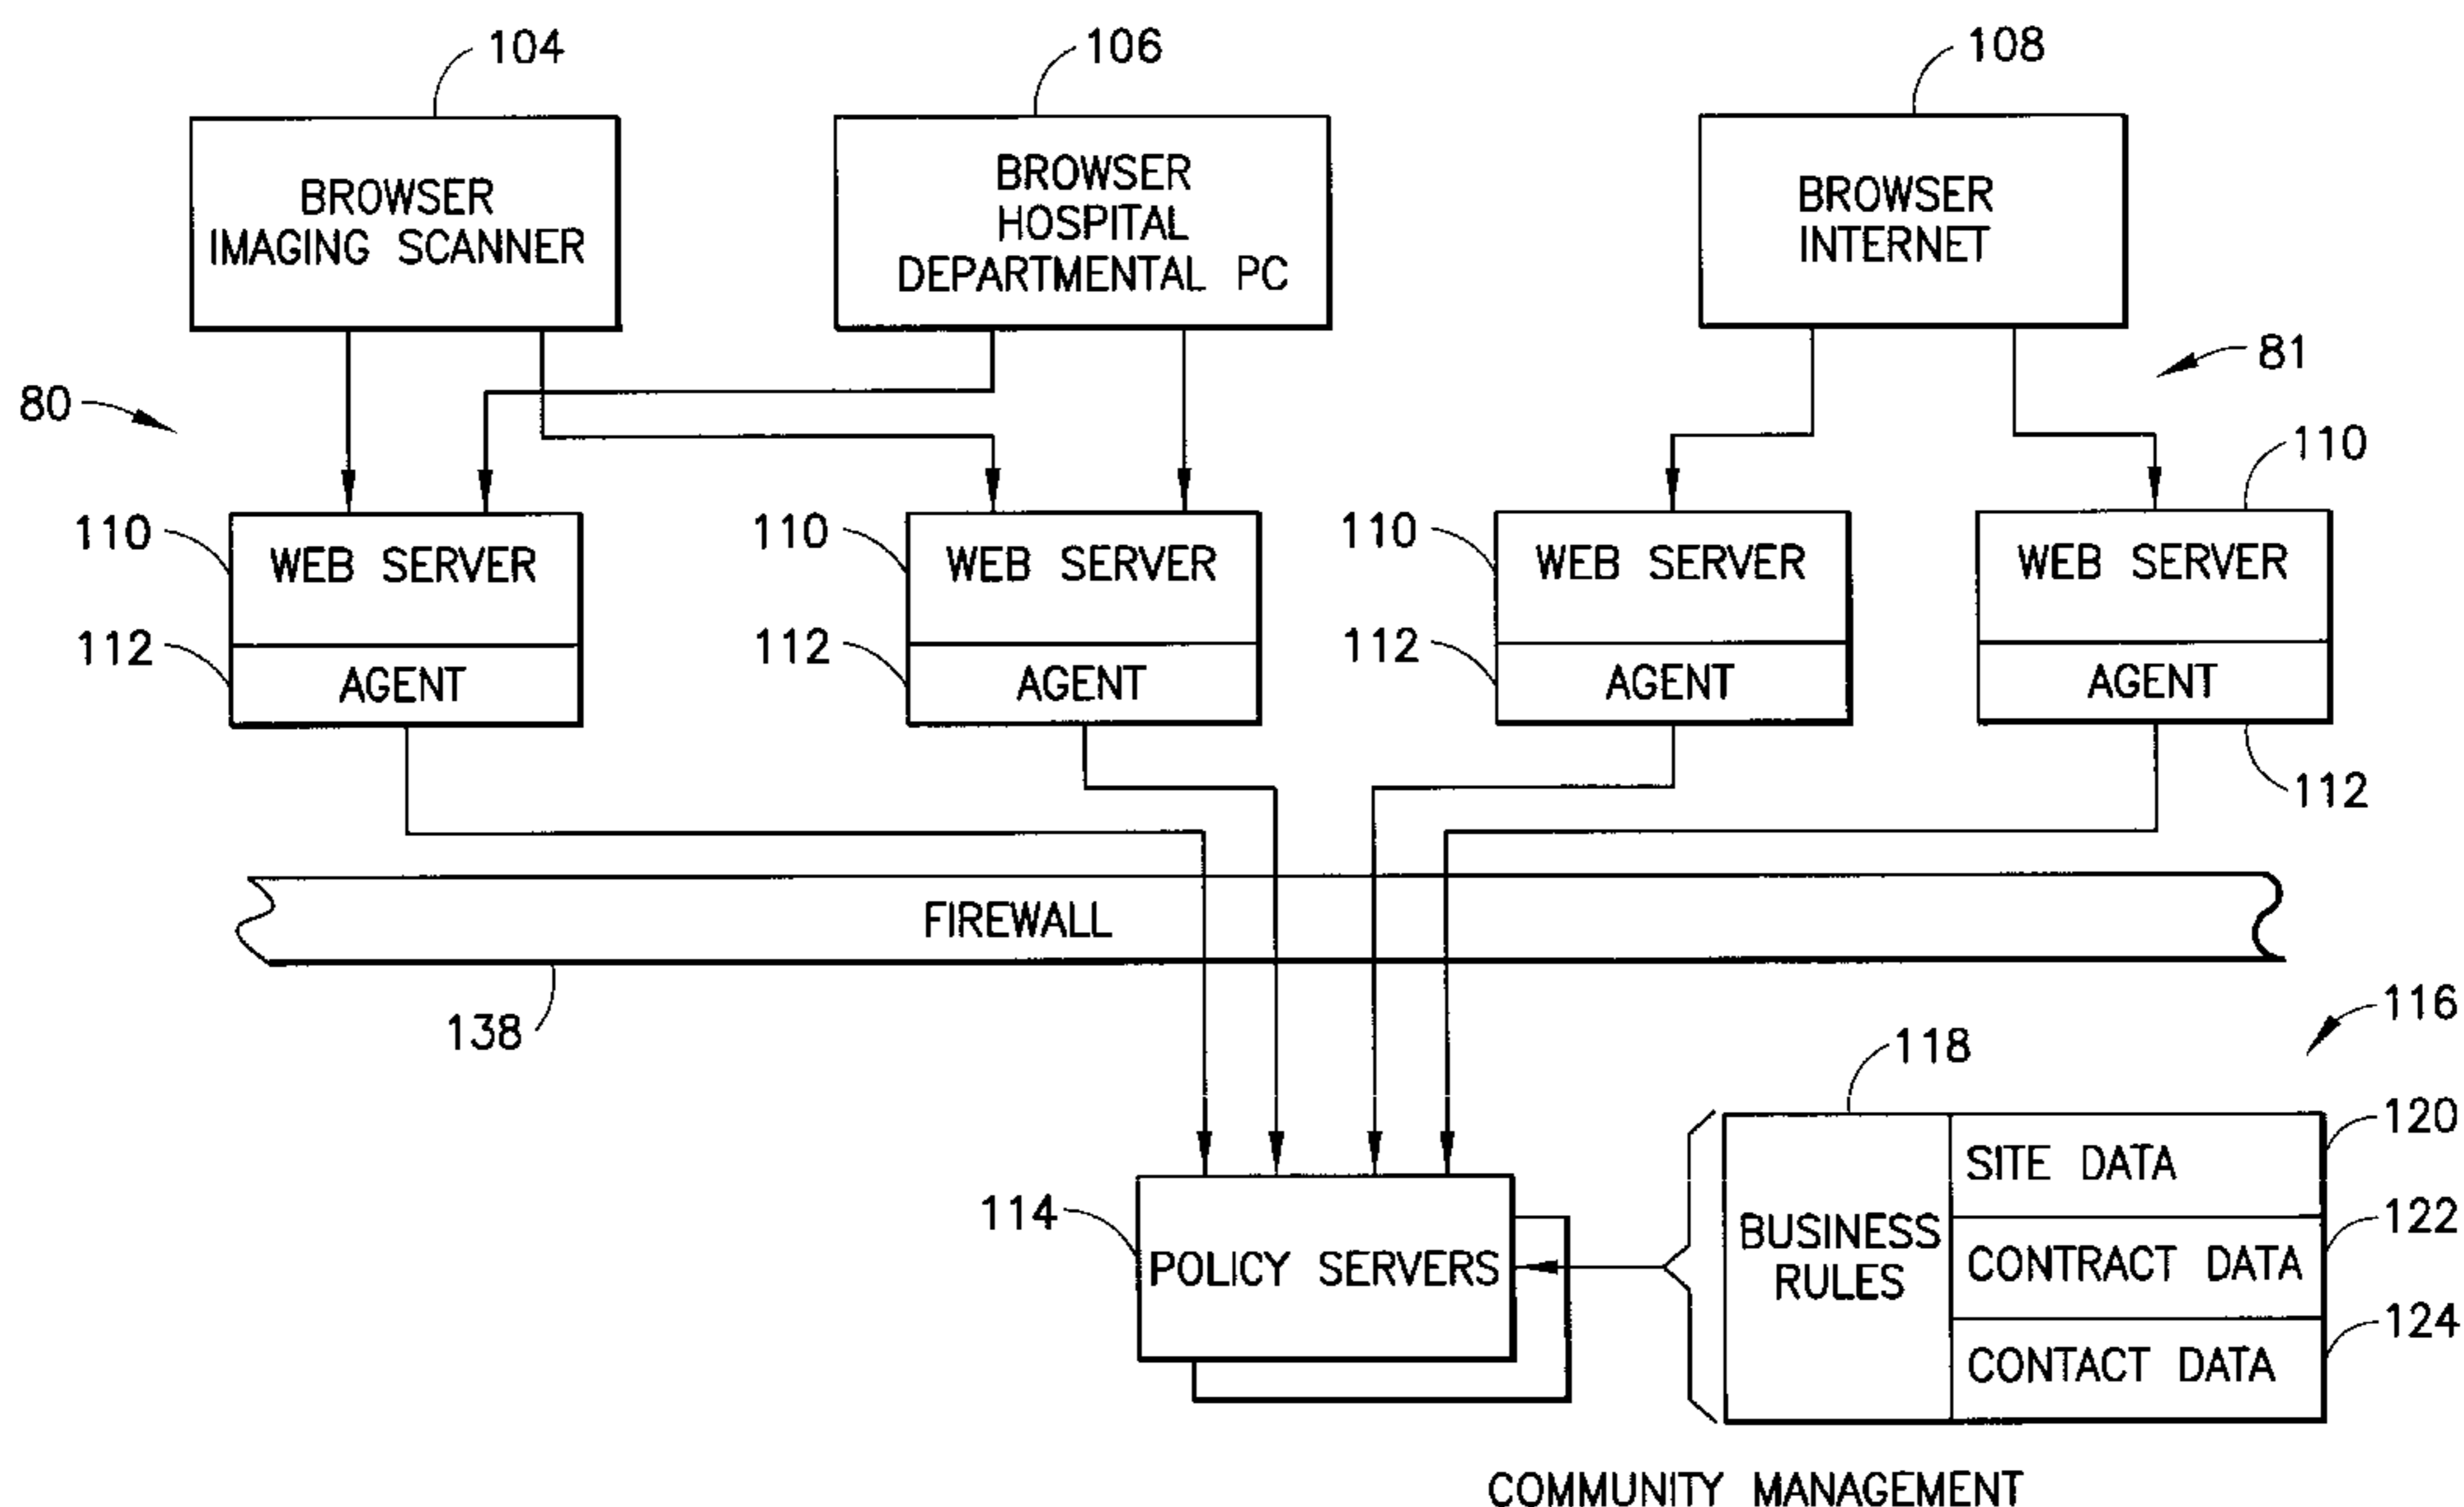 104
106
108
BROWSER
IMAGING SCANNER
BROWSER
HOSPITAL
DEPARTMENTAL PC
BROWSER
INTERNET
80
81
110
WEB SERVER
110
WEB SERVER
110
WEB SERVER
110
WEB SERVER
112
AGENT
112
AGENT
112
AGENT
112
AGENT
FIREWALL
138
116
118
120
122
124
114
POLICY SERVERS
BUSINESS
RULES
SITE DATA
CONTRACT DATA
CONTACT DATA
COMMUNITY MANAGEMENT